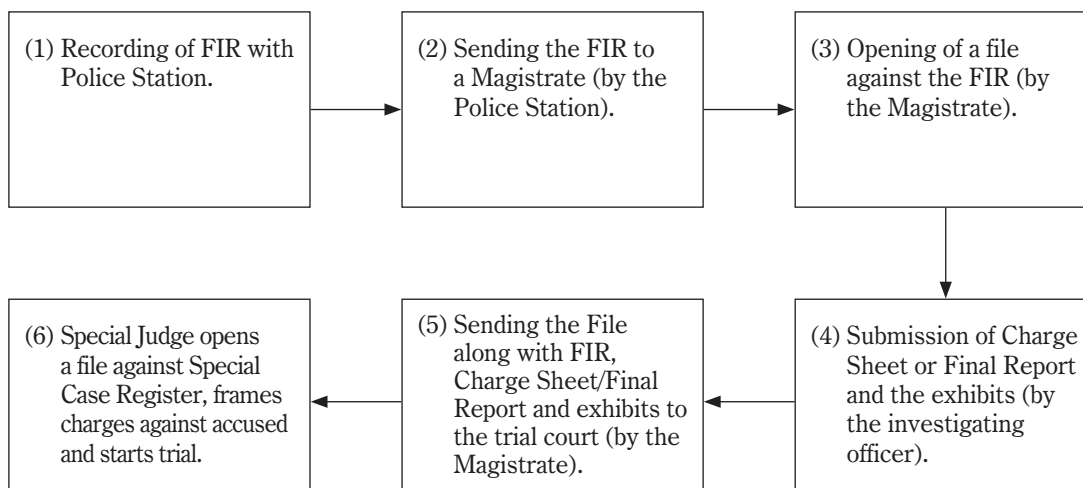 (1) Recording of FIR with
Police Station.
(2) Sending the FIR to
a Magistrate (by the
Police Station).
(3) Opening of a file
against the FIR (by
the Magistrate).
(4) Submission of Charge
Sheet or Final Report
and the exhibits (by
the investigating
officer).
(5) Sending the File
along with FIR,
Charge Sheet/Final
Report and exhibits to
the trial court (by the
Magistrate).
(6) Special Judge opens
a file against Special
Case Register, frames
charges against accused
and starts trial.